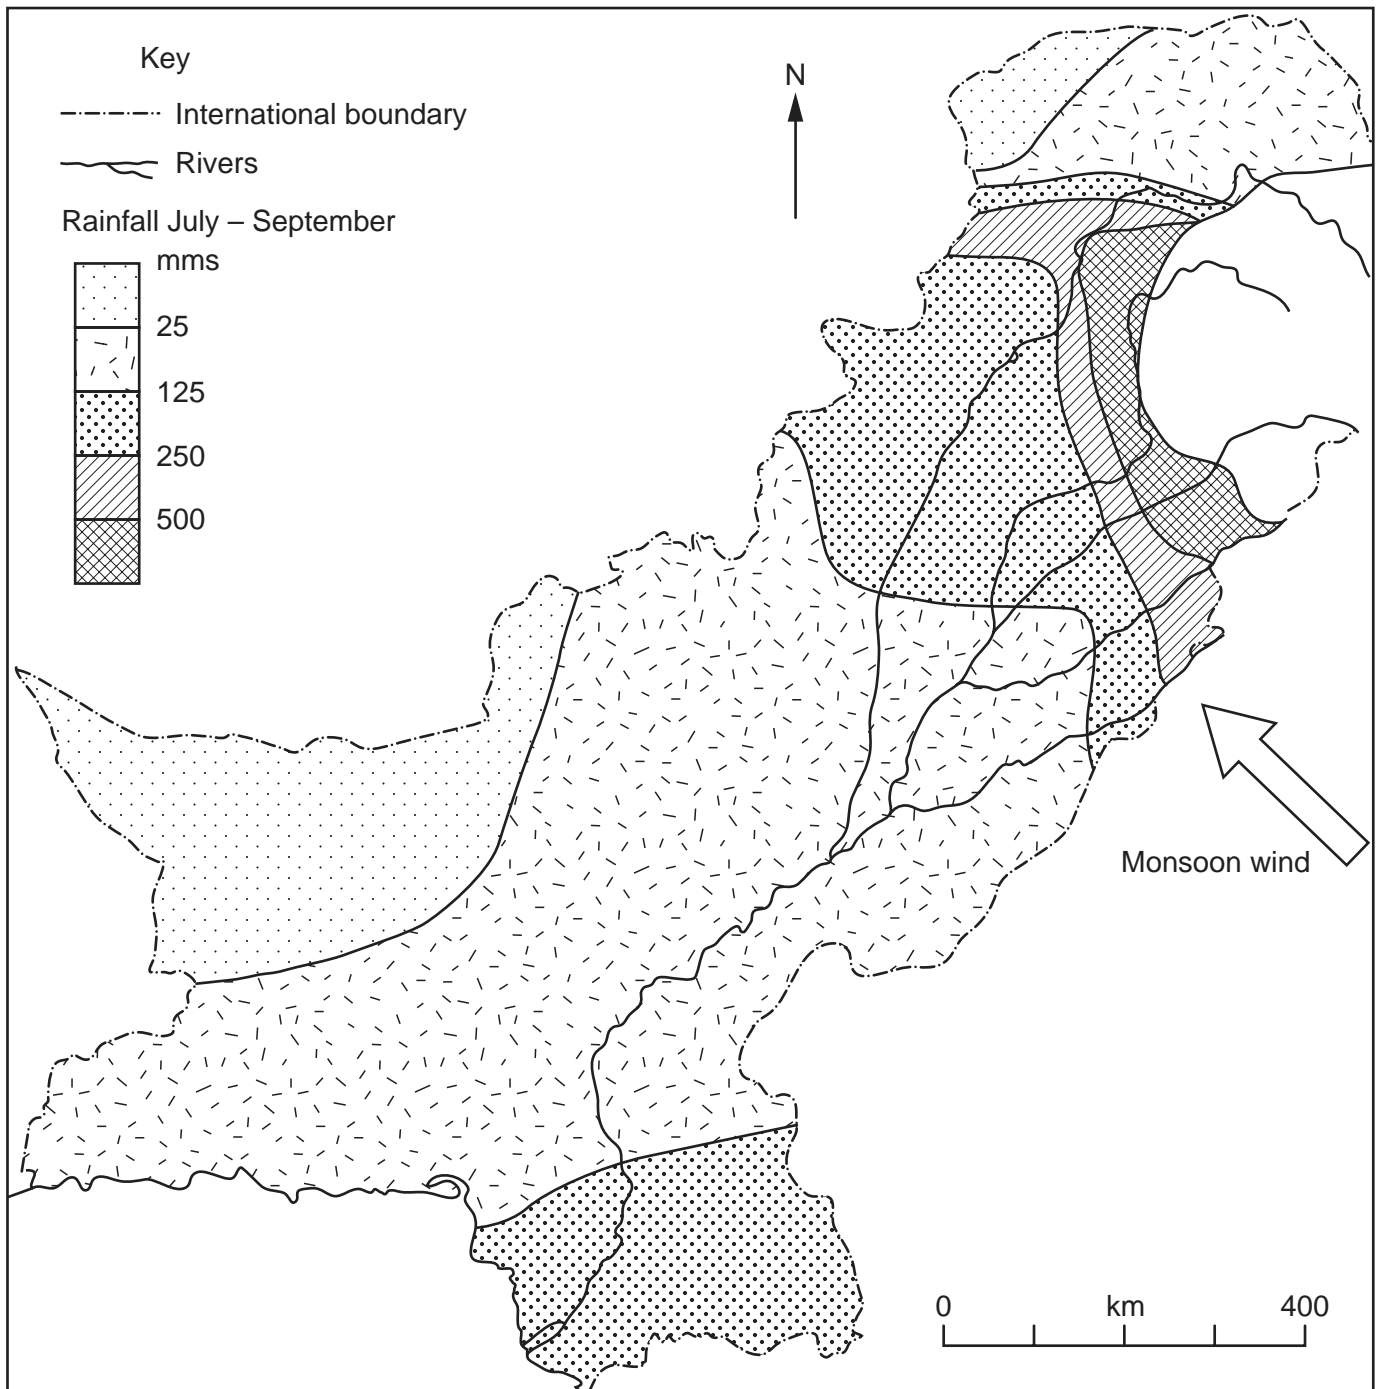 Key
International boundary
Rivers
Rainfall July – September
mms
25
125
250
500
N
Monsoon wind
0 km 400